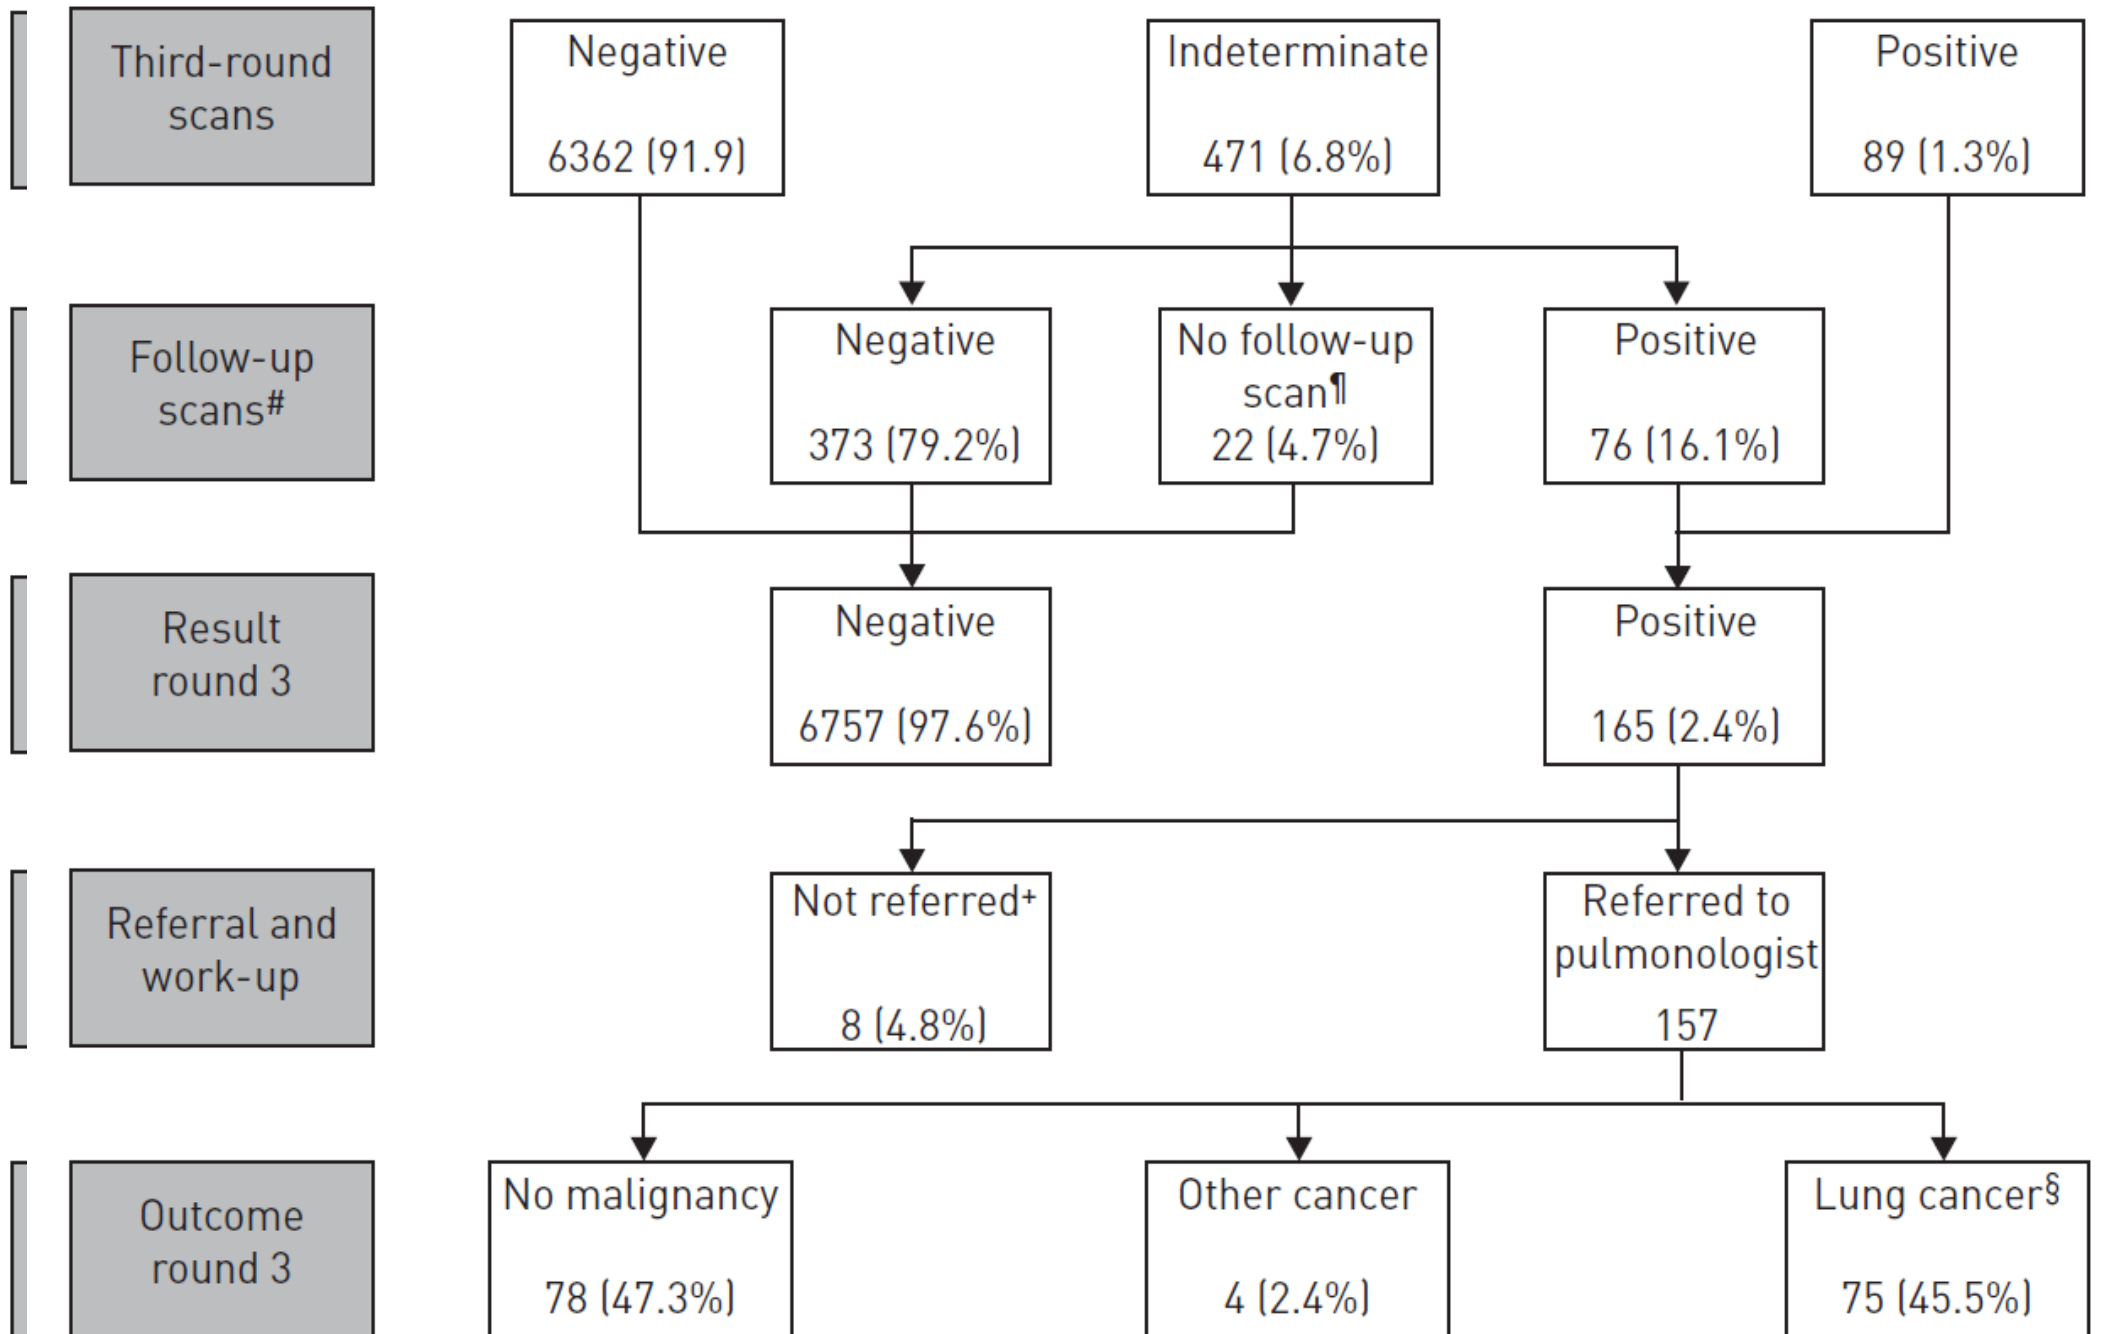 Third-round
scans
Negative
6362 (91.9)
Indeterminate
471 (6.8%)
Positive
89 (1.3%)
Follow-up
scans#
Negative
373 (79.2%)
No follow-up
scan¶
22 (4.7%)
Positive
76 (16.1%)
Result
round 3
Negative
6757 (97.6%)
Positive
165 (2.4%)
Referral and
work-up
Not referred+
8 (4.8%)
Referred to
pulmonologist
157
Outcome
round 3
No malignancy
78 (47.3%)
Other cancer
4 (2.4%)
Lung cancer§
75 (45.5%)